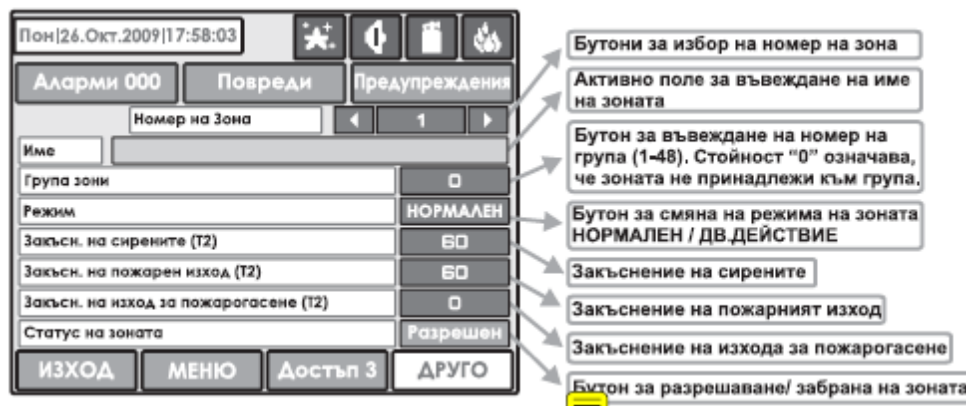 Пон|26.Окт.2009|17:58:03
Аларми 000 Повреди Предупреждения
Номер на Зона 1
Име
Група зони 0
Режим НОРМАЛЕН
Закъсн. на сирените (T2) 60
Закъсн. на пожарен изход (T2) 60
Закъсн. на изход за пожарогасене (T2) 0
Статус на зоната Разрешен
ИЗХОД МЕНЮ Достъп 3 ДРУГО
Бутони за избор на номер на зона
Активно поле за въвеждане на име
на зоната
Бутон за въвеждане на номер на
група (1-48). Стойност “0” означава,
че зоната не принадлежи към група.
Бутон за смяна на режима на зоната
НОРМАЛЕН / ДВ.ДЕЙСТВИЕ
Закъснение на сирените
Закъснение на пожарният изход
Закъснение на изхода за пожарогасене
Бутон за разрешаване/ забрана на зоната